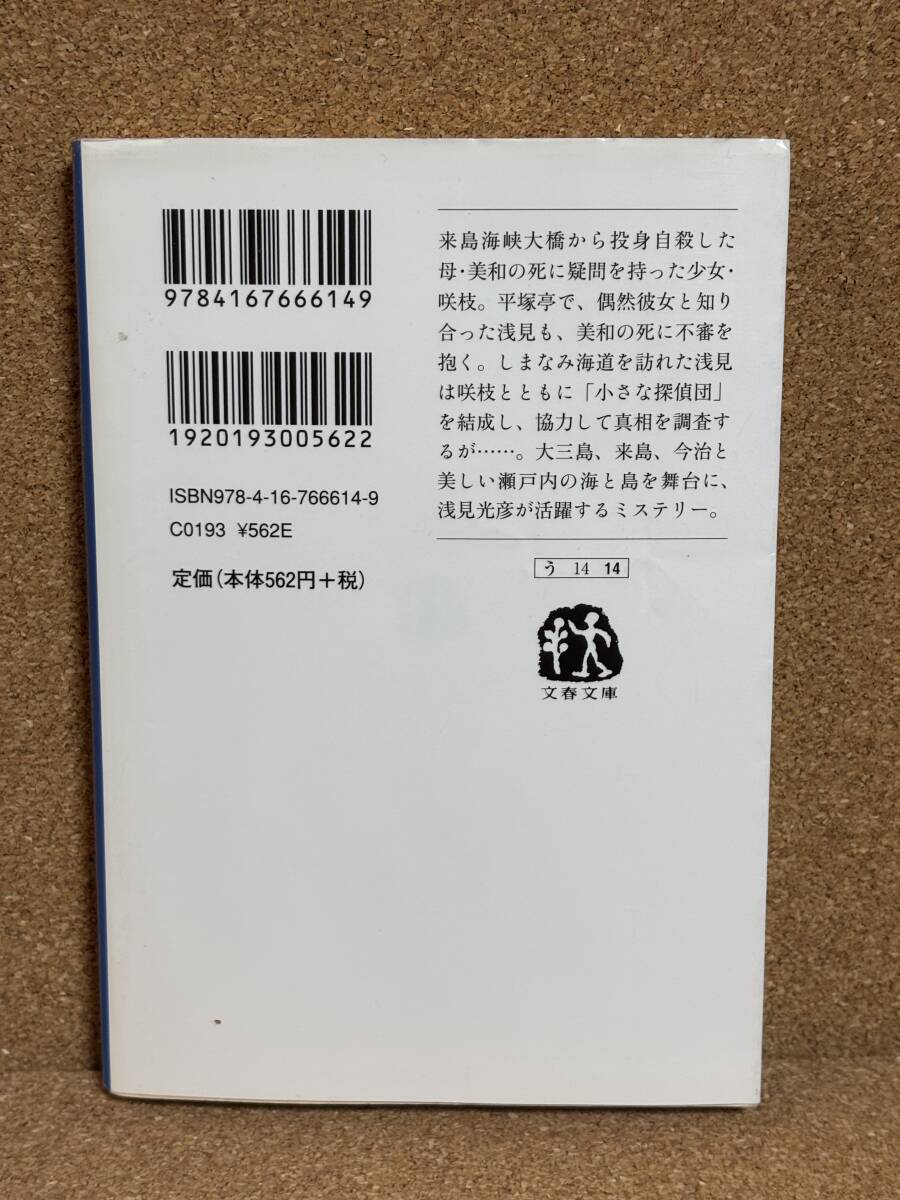 9784167666149
1920193005622
ISBN978-4-16-766614-9
C0193 ¥562E
定価(本体562円+税)
来島海峡大橋から投身自殺した
母・美和の死に疑問を持った少女・
咲枝。平塚亭で、偶然彼女と知り
合った浅見も、美和の死に不審を
抱く。しまなみ海道を訪れた浅見
は咲枝とともに「小さな探偵団」
を結成し、協力して真相を調査す
るが……。大三島、来島、今治と
美しい瀬戸内の海と島を舞台に、
浅見光彦が活躍するミステリー。
う 14 14
文春文庫